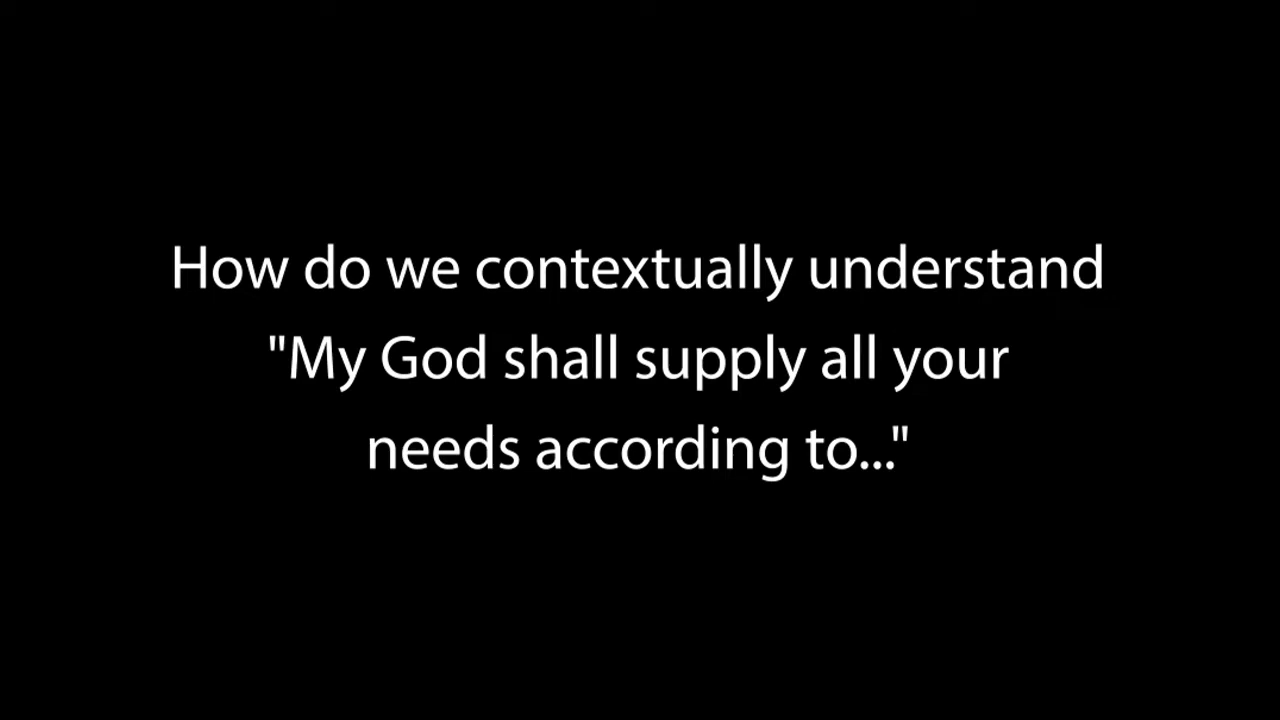 How do we contextually understand
"My God shall supply all your
needs according to..."